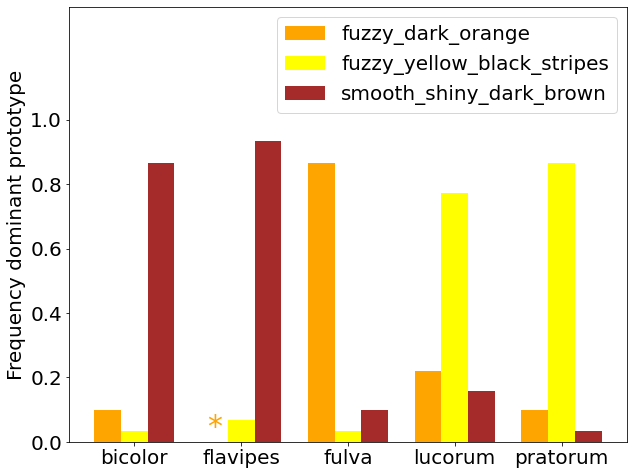 fuzzy_dark_orange
fuzzy_yellow_black_stripes
smooth_shiny_dark_brown
Frequency dominant prototype
1.0
0.8
0.6
0.4
0.2
0.0
*
bicolor flavipes fulva lucorum pratorum